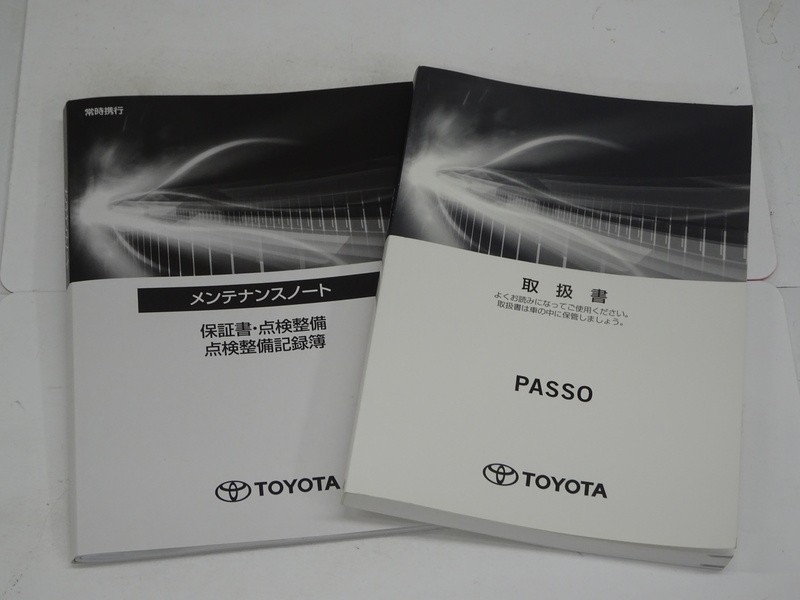 常時携行
メンテナンスノート
保証書・点検整備
点検整備記録簿
TOYOTA
取扱書
よくお読みになってご使用ください。
取扱書は車の中に保管しましょう。
PASSO
TOYOTA